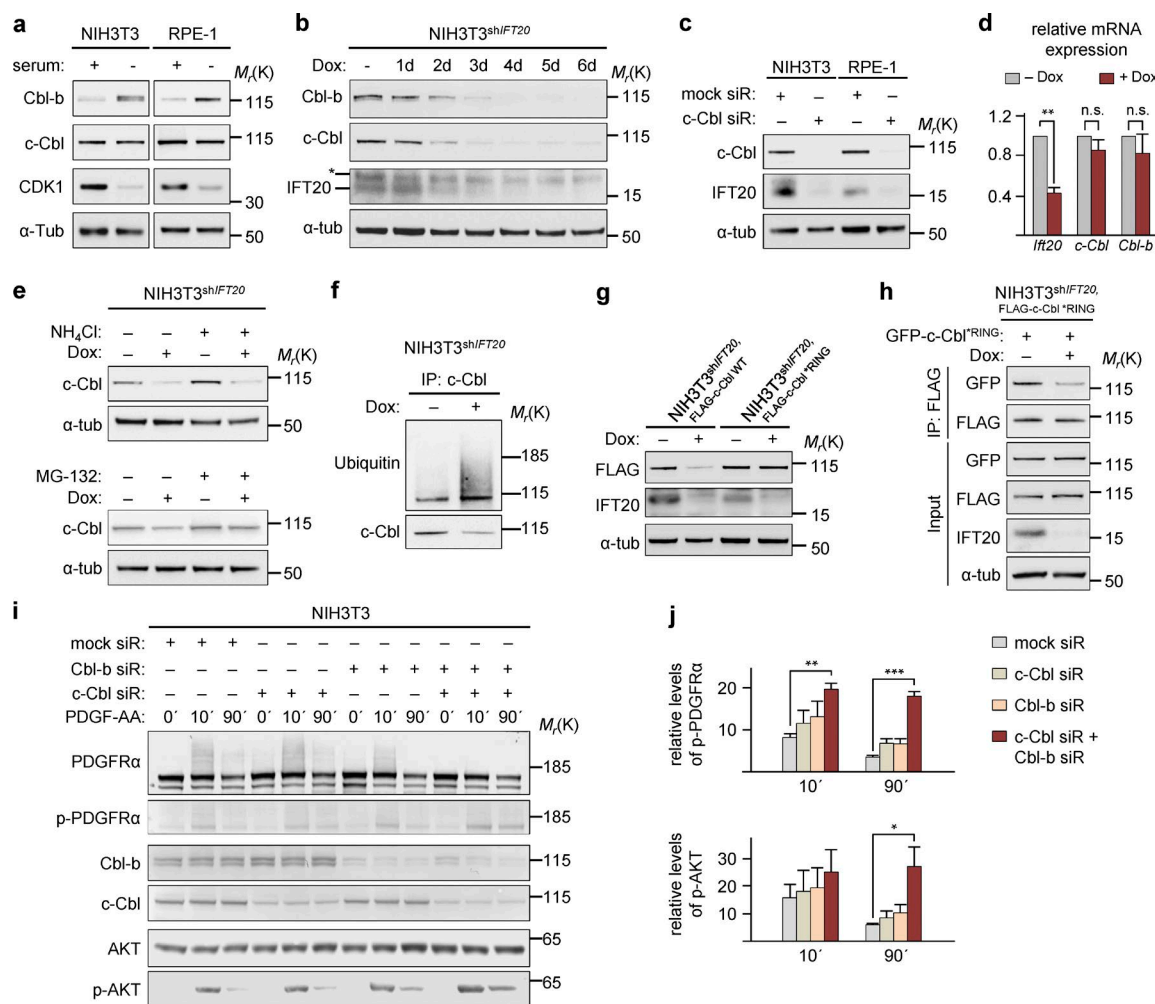 a
NIH3T3 RPE-1
serum: + - + - Mr(K)
Cbl-b 115
c-Cbl 115
CDK1 30
α-Tub 50
b
NIH3T3shIFT20
Dox: - 1d 2d 3d 4d 5d 6d Mr(K)
Cbl-b 115
c-Cbl 115
*
IFT20 15
α-tub 50
c
NIH3T3 RPE-1
mock siR: + – + –
c-Cbl siR: – + – + Mr(K)
c-Cbl 115
IFT20 15
α-tub 50
d
relative mRNA
expression
– Dox + Dox
** n.s. n.s.
1.2
0.8
0.4
Ift20 c-Cbl Cbl-b
e
NIH3T3shIFT20
NH4Cl: – – + +
Dox: – + – + Mr(K)
c-Cbl 115
α-tub 50
MG-132: – – + +
Dox: – + – + Mr(K)
c-Cbl 115
α-tub 50
f
NIH3T3shIFT20
IP: c-Cbl
Dox: – + Mr(K)
Ubiquitin 185
115
c-Cbl 115
g
NIH3T3shIFT20,
FLAG-c-Cbl WT
NIH3T3shIFT20,
FLAG-c-Cbl *RING
Dox: – + – + Mr(K)
FLAG 115
IFT20 15
α-tub 50
h
NIH3T3shIFT20,
FLAG-c-Cbl *RING
GFP-c-Cbl*RING: + +
Dox: – + Mr(K)
IP: FLAG
GFP 115
FLAG 115
Input
GFP 115
FLAG 115
IFT20 15
α-tub 50
i
NIH3T3
mock siR: + + + – – – – – – – – –
Cbl-b siR: – – – – – – + + + + + +
c-Cbl siR: – – – + + + – – – + + +
PDGF-AA: 0´ 10´ 90´ 0´ 10´ 90´ 0´ 10´ 90´ 0´ 10´ 90´ Mr(K)
PDGFRα 185
p-PDGFRα 185
Cbl-b 115
c-Cbl 115
AKT 65
p-AKT 65
j
mock siR
c-Cbl siR
Cbl-b siR
c-Cbl siR +
Cbl-b siR
relative levels
of p-PDGFRα
** ***
20
10
10´ 90´
relative levels
of p-AKT
*
30
20
10
10´ 90´